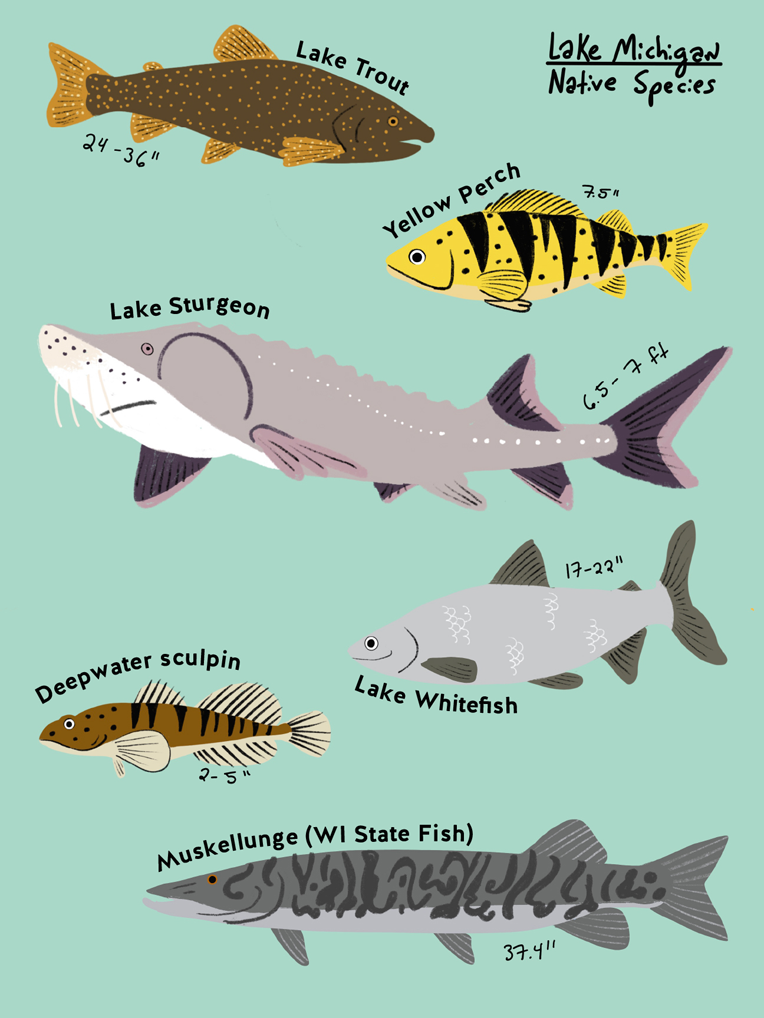 Lake Michigan
Native Species
Lake Trout
24-36"
Yellow Perch
7.5"
Lake Sturgeon
6.5-7 ft
17-22"
Lake Whitefish
Deepwater sculpin
2-5"
Muskellunge (WI State Fish)
37.4"